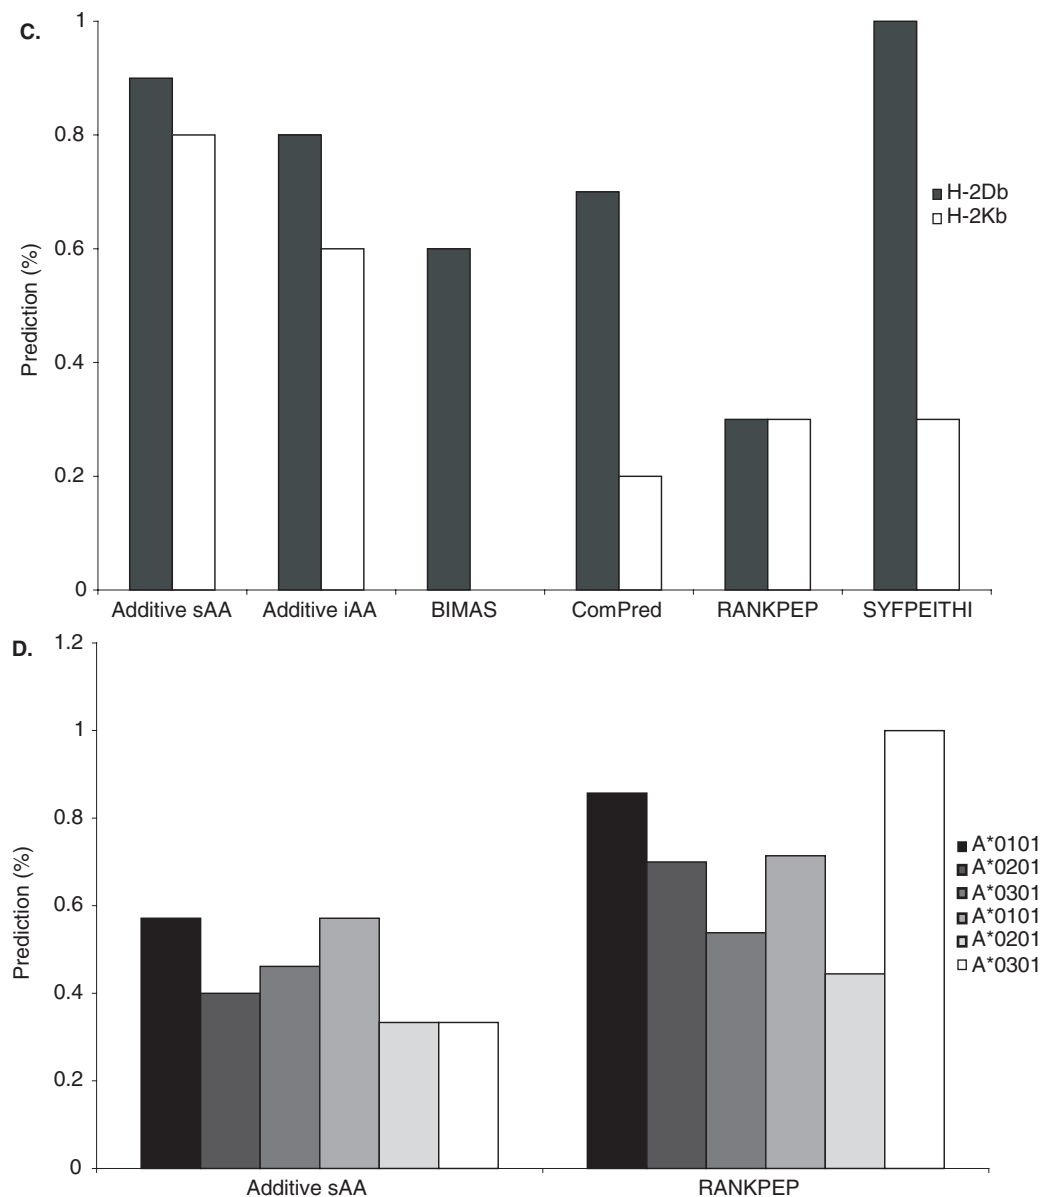 C.
1
0.8
0.6
0.4
0.2
0
Prediction (%)
H-2Db
H-2Kb
Additive sAA Additive iAA BIMAS ComPred RANKPEP SYFPEITHI
D.
1.2
1
0.8
0.6
0.4
0.2
0
Prediction (%)
A*0101
A*0201
A*0301
A*0101
A*0201
A*0301
Additive sAA RANKPEP